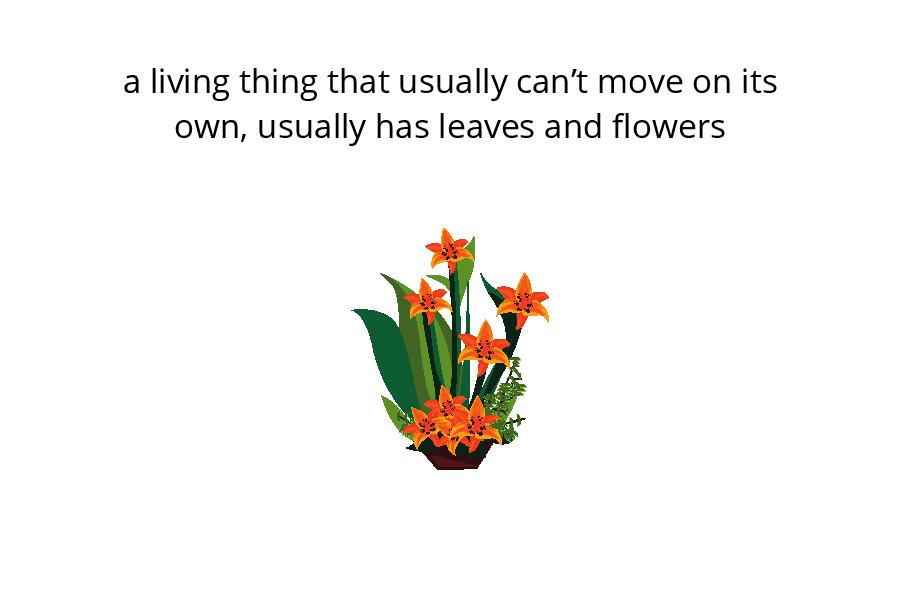 a living thing that usually can’t move on its
own, usually has leaves and flowers